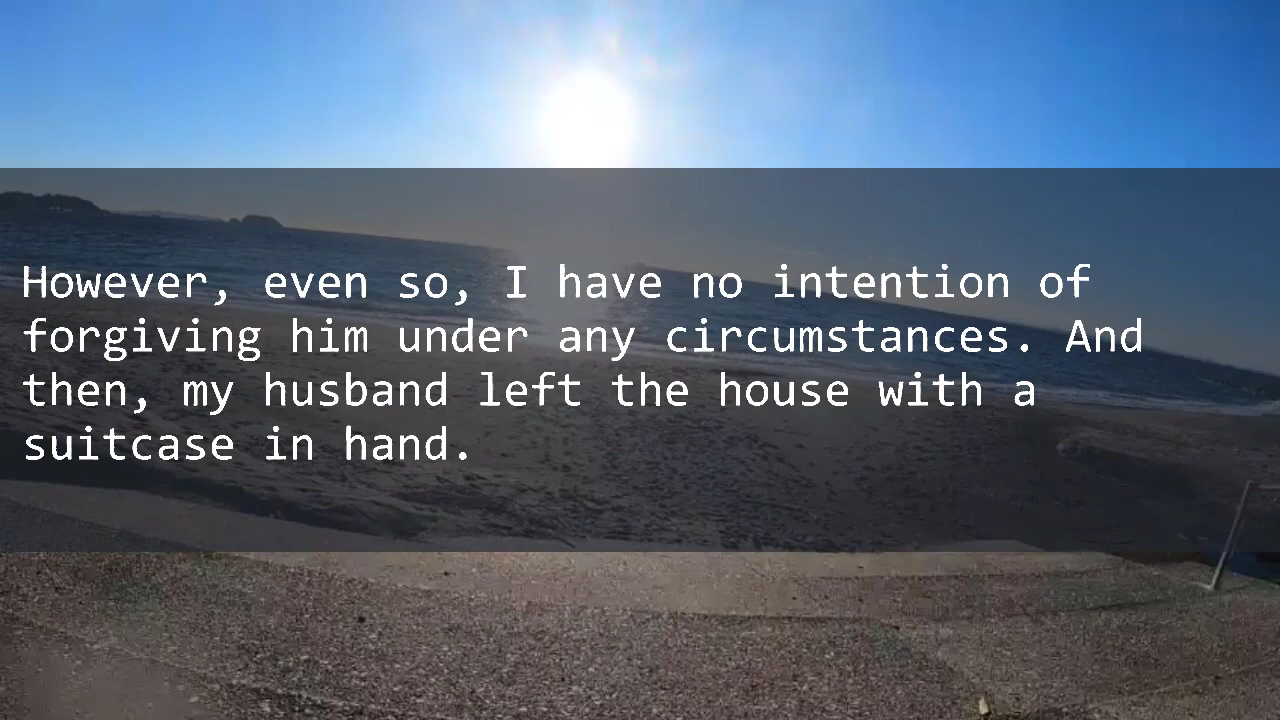 However, even so, I have no intention of
forgiving him under any circumstances. And
then, my husband left the house with a
suitcase in hand.